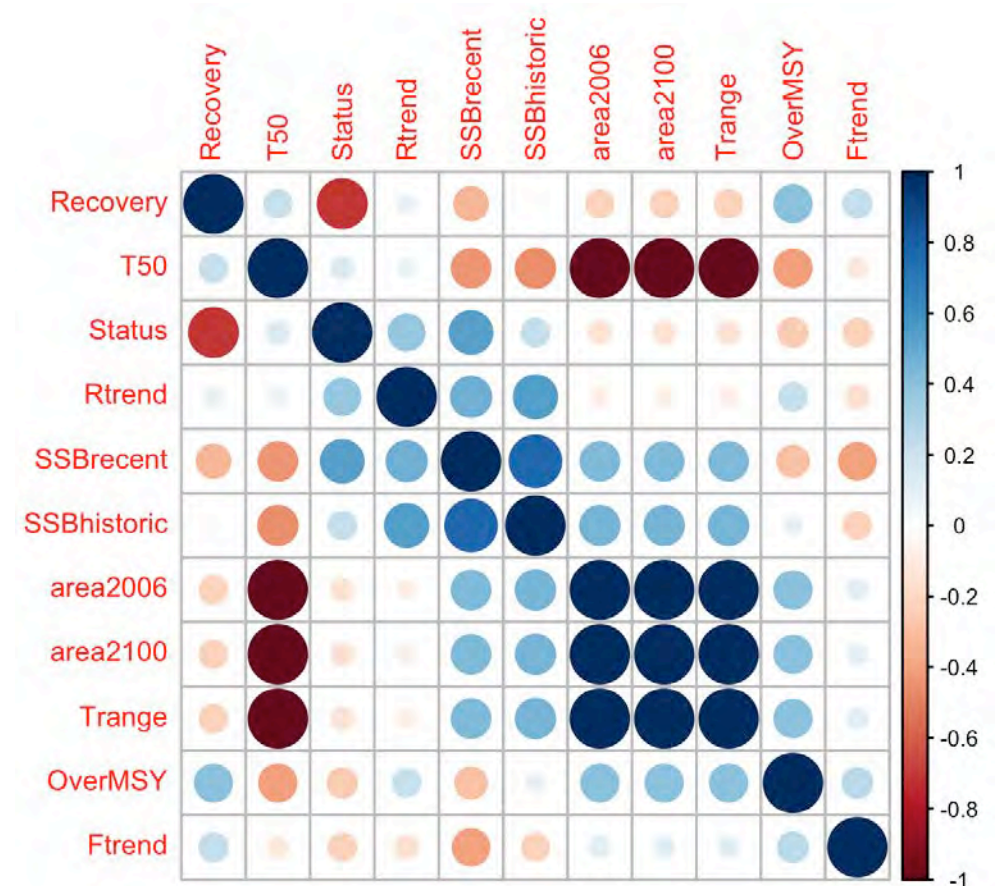 Recovery
T50
Status
Rtrend
SSBrecent
SSBhistoric
area2006
area2100
Trange
OverMSY
Ftrend
Recovery
T50
Status
Rtrend
SSBrecent
SSBhistoric
area2006
area2100
Trange
OverMSY
Ftrend
1
0.8
0.6
0.4
0.2
0
-0.2
-0.4
-0.6
-0.8
-1